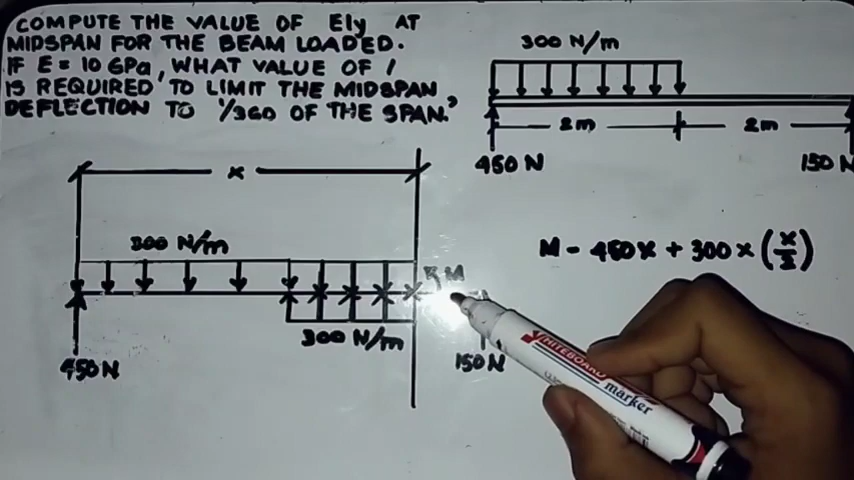 COMPUTE THE VALUE OF EIy AT
MIDSPAN FOR THE BEAM LOADED.
IF E = 10 GPa, WHAT VALUE OF I
IS REQUIRED TO LIMIT THE MIDSPAN
DEFLECTION TO 1/360 OF THE SPAN?
300 N/m
2m
2m
450 N
150 N
x
300 N/m
M
300 N/m
450 N
150 N
M - 450x + 300x (x/2)
WHITEBOARD
marker